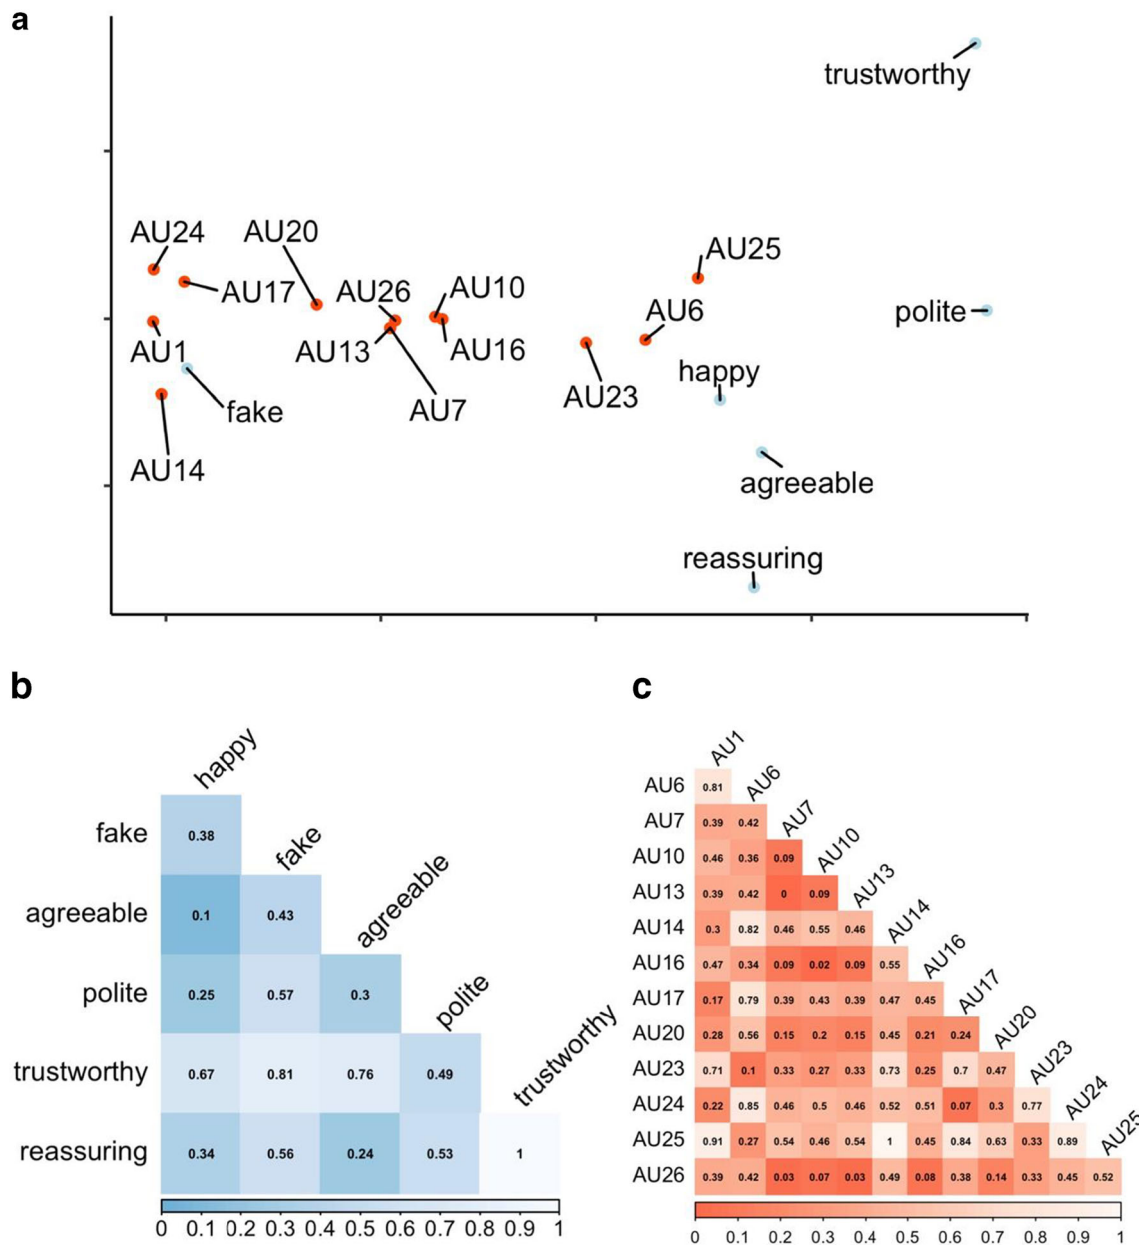 a
trustworthy
AU24 AU20
AU25
AU17 AU26 AU10
AU6 polite
AU1 AU13 AU16
happy
fake AU7 AU23
AU14
agreeable
reassuring
b
happy
fake 0.38
fake
agreeable 0.1 0.43
agreeable
polite 0.25 0.57 0.3
polite
trustworthy 0.67 0.81 0.76 0.49
trustworthy
reassuring 0.34 0.56 0.24 0.53 1
0 0.1 0.2 0.3 0.4 0.5 0.6 0.7 0.8 0.9 1
c
AU1
AU6 0.81
AU6
AU7 0.39 0.42
AU7
AU10 0.46 0.36 0.09
AU10
AU13 0.39 0.42 0 0.09
AU13
AU14 0.3 0.82 0.46 0.55 0.46
AU14
AU16 0.47 0.34 0.09 0.02 0.09 0.55
AU16
AU17 0.17 0.79 0.39 0.43 0.39 0.47 0.45
AU17
AU20 0.28 0.56 0.15 0.2 0.15 0.45 0.21 0.24
AU20
AU23 0.71 0.1 0.33 0.27 0.33 0.73 0.25 0.7 0.47
AU23
AU24 0.22 0.85 0.46 0.5 0.46 0.52 0.51 0.07 0.3 0.77
AU24
AU25 0.91 0.27 0.54 0.46 0.54 1 0.45 0.84 0.63 0.33 0.89
AU25
AU26 0.39 0.42 0.03 0.07 0.03 0.49 0.08 0.38 0.14 0.33 0.45 0.52
0 0.1 0.2 0.3 0.4 0.5 0.6 0.7 0.8 0.9 1